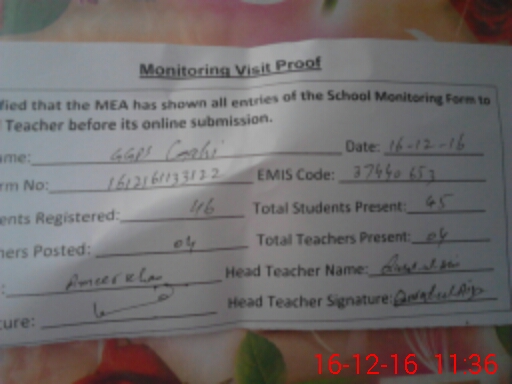 Monitoring Visit Proof
fied that the MEA has shown all entries of the School Monitoring Form to
Teacher before its online submission.
ame: GGPS Date: 16-12-16
rm No: 1612161133122 EMIS Code: 37440653
ents Registered: 46 Total Students Present: 45
hers Posted: 04 Total Teachers Present: 04
: Ameer Khan Head Teacher Name:
ture: Head Teacher Signature:
16-12-16 11:36